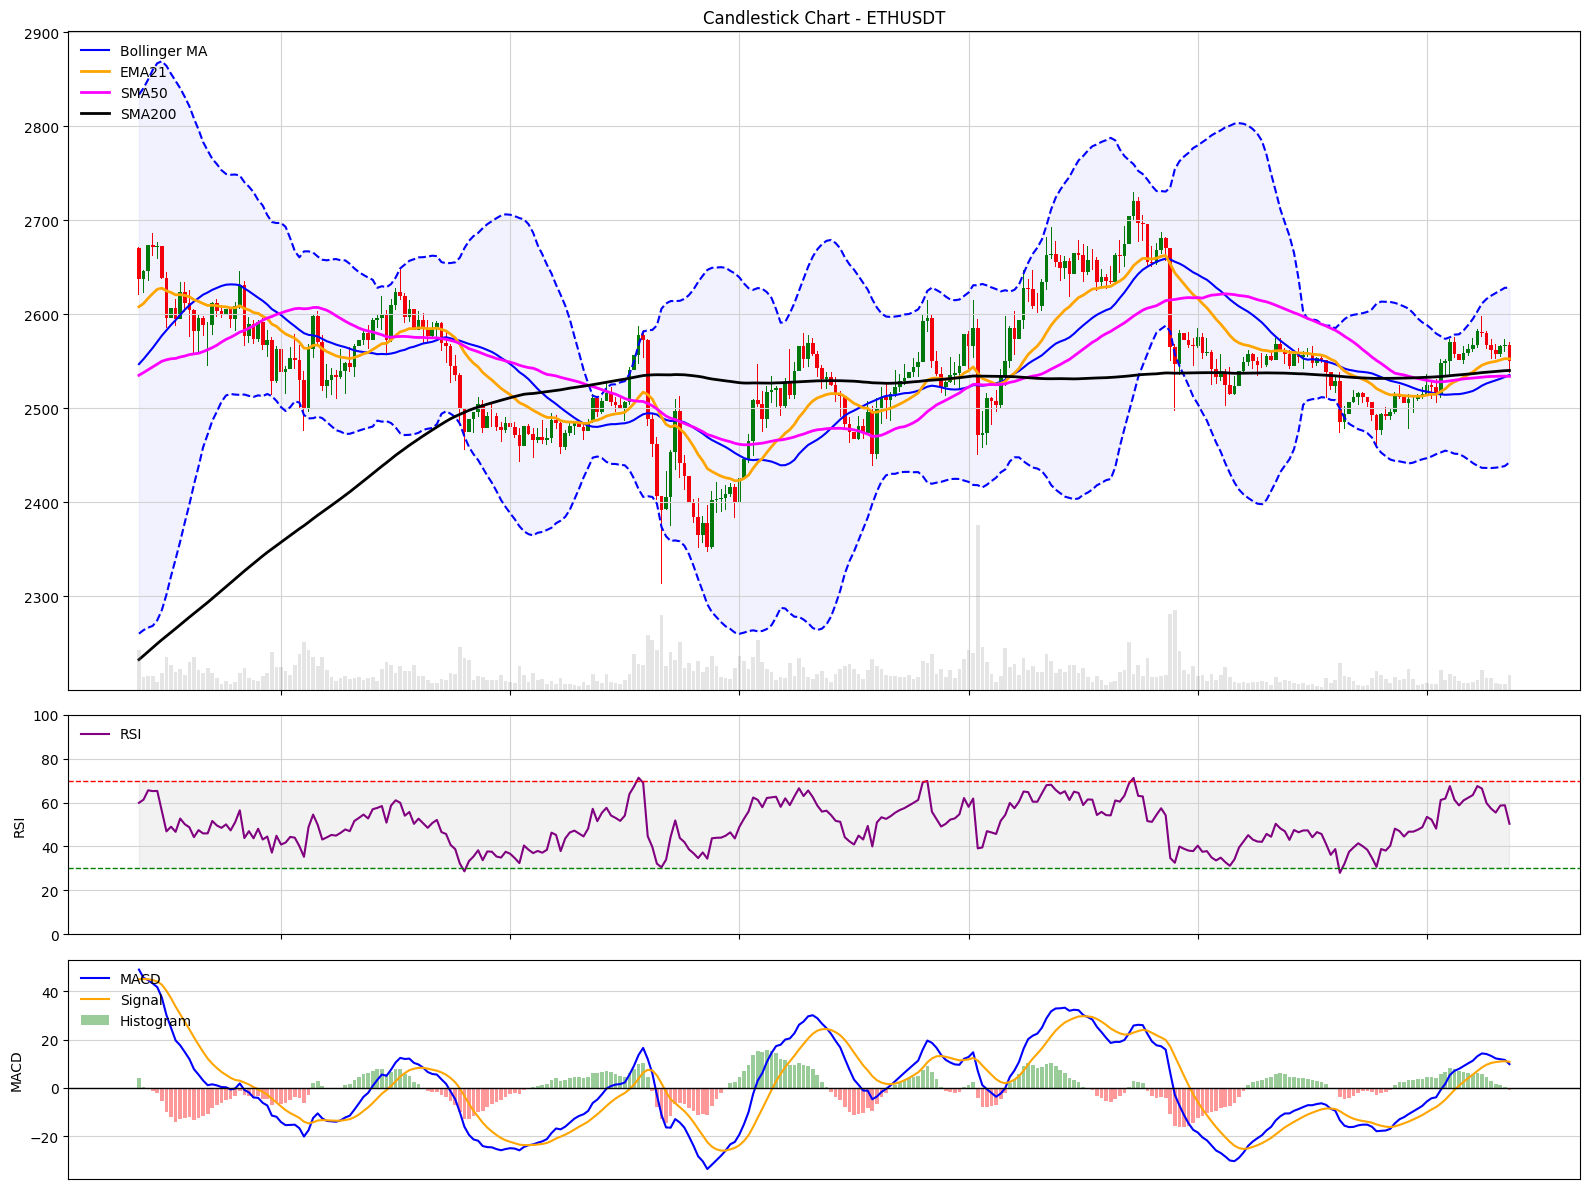 Candlestick Chart - ETHUSDT
2900
2800
2700
2600
2500
2400
2300
Bollinger MA
EMA21
SMA50
SMA200
100
80
60
40
20
0
RSI
RSI
40
20
0
−20
MACD
MACD
Signal
Histogram